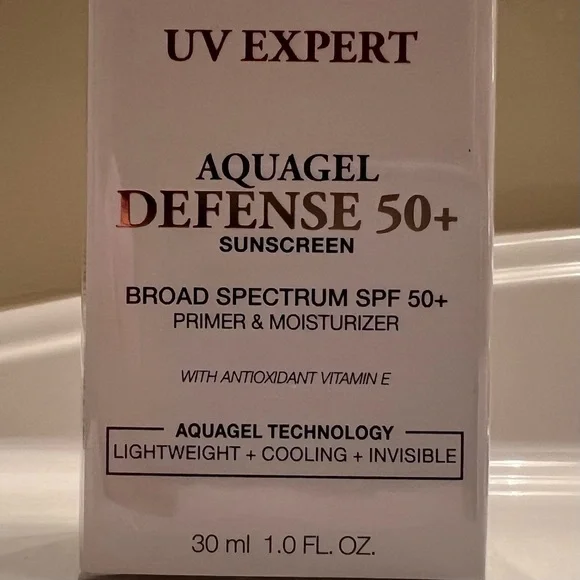 UV EXPERT
AQUAGEL
DEFENSE 50+
SUNSCREEN
BROAD SPECTRUM SPF 50+
PRIMER & MOISTURIZER
WITH ANTIOXIDANT VITAMIN E
AQUAGEL TECHNOLOGY
LIGHTWEIGHT + COOLING + INVISIBLE
30 ml 1.0 FL. OZ.